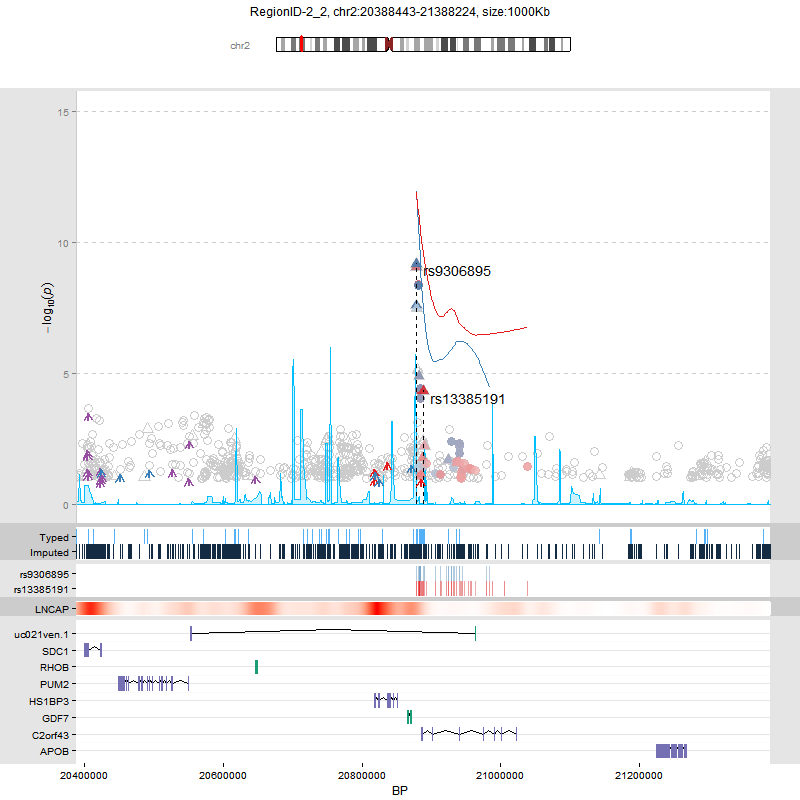 RegionID-2_2, chr2:20388443-21388224, size:1000Kb
chr2
15
10
5
0
−log10(p)
rs9306895
rs13385191
Typed
Imputed
rs9306895
rs13385191
LNCAP
uc021ven.1
SDC1
RHOB
PUM2
HS1BP3
GDF7
C2orf43
APOB
20400000 20600000 20800000 21000000 21200000
BP